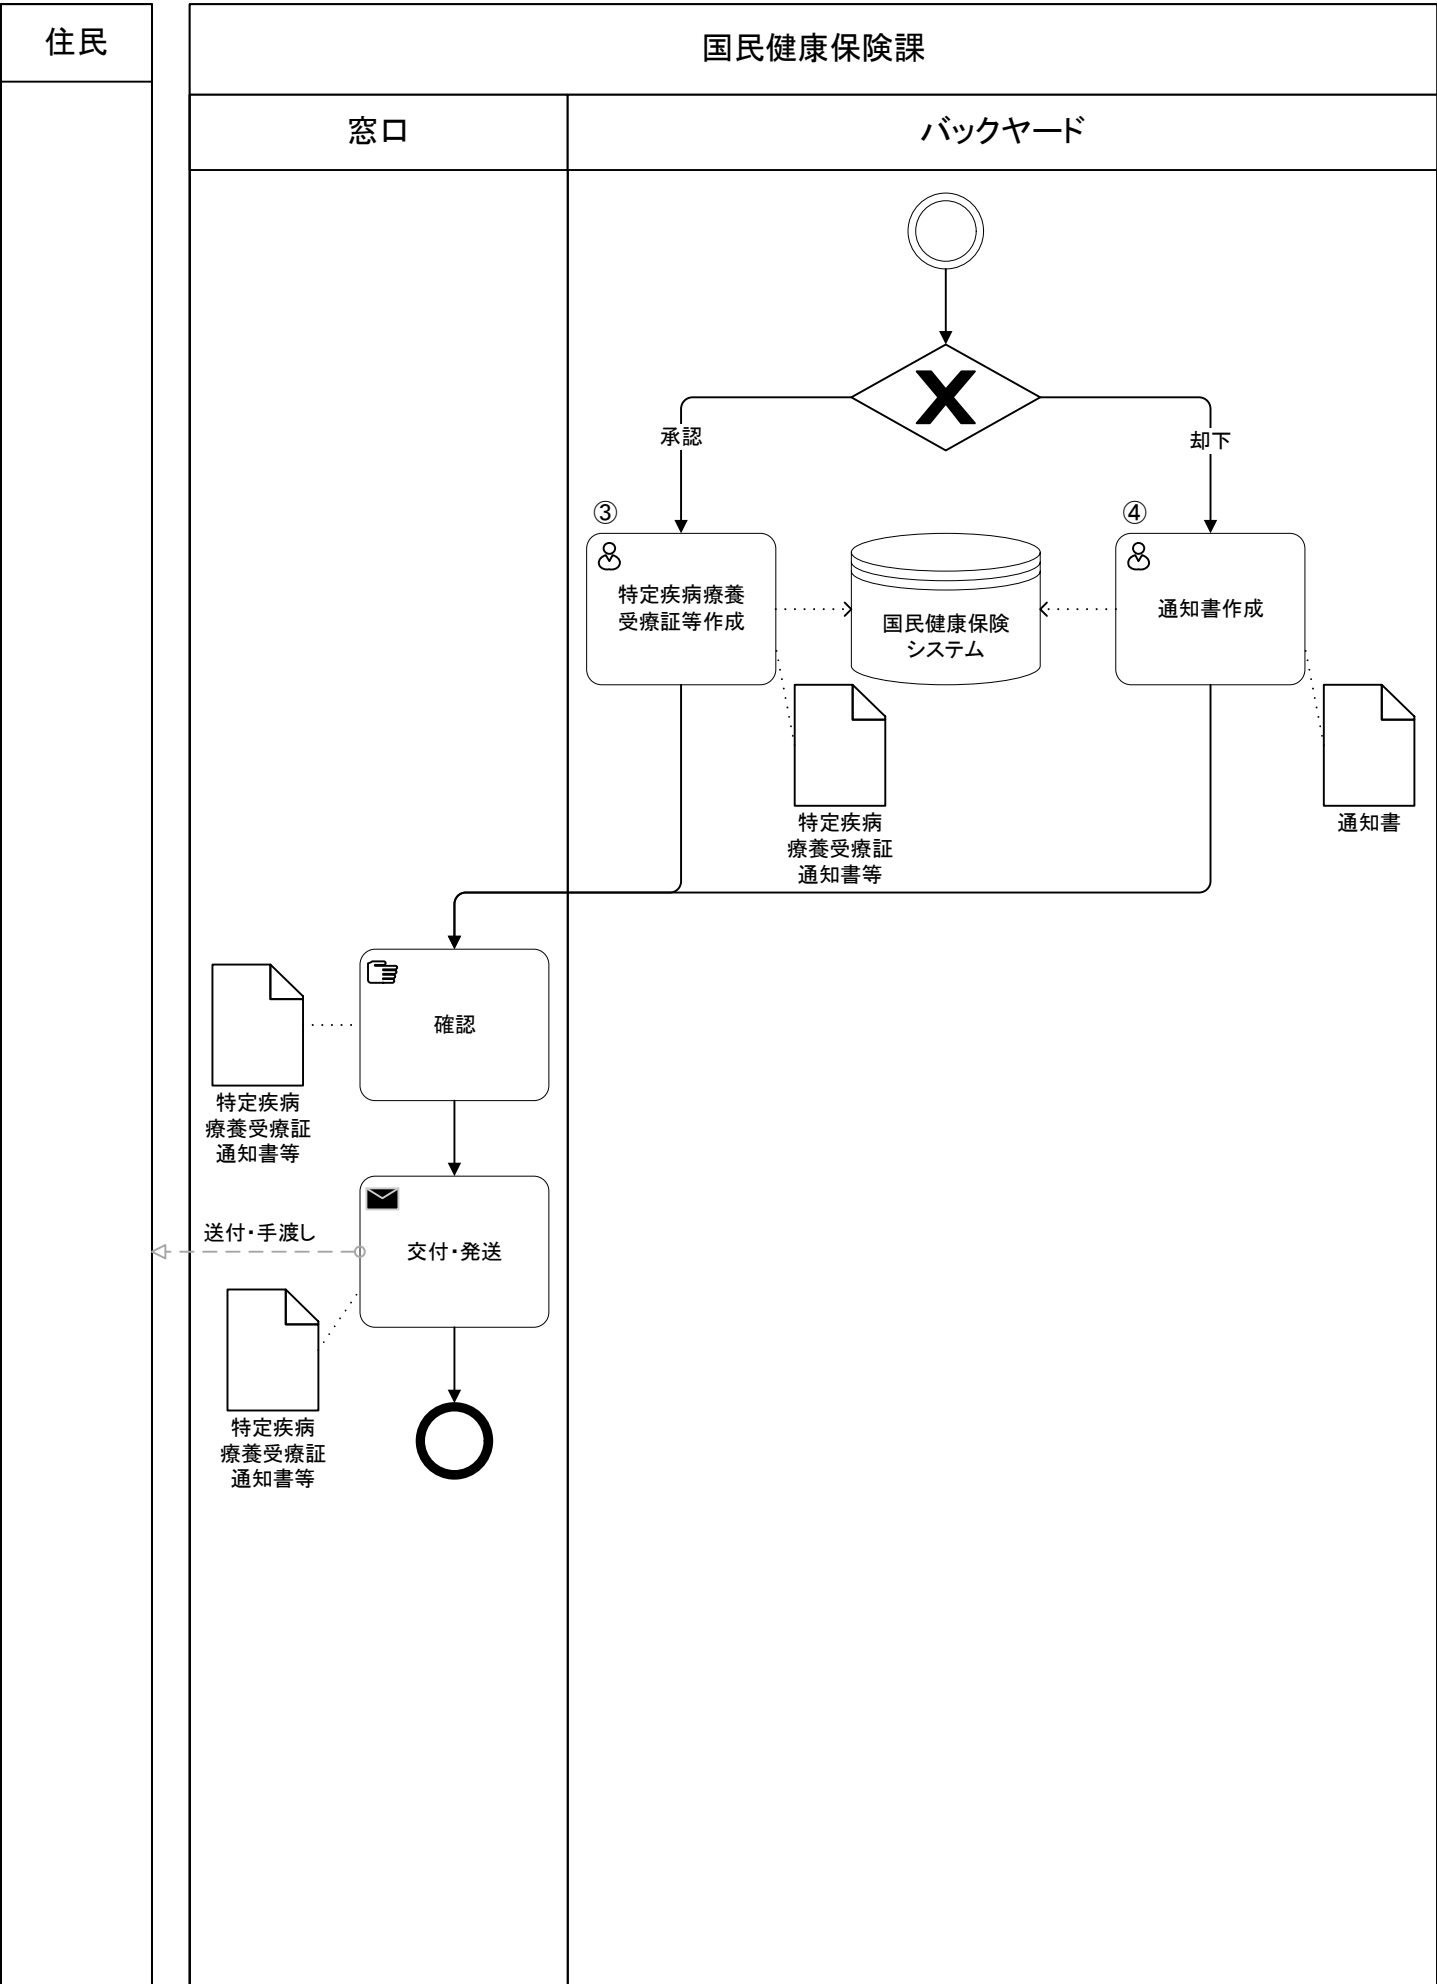 住民
国民健康保険課
窓口
バックヤード
承認
却下
③
④
特定疾病療養
受療証等作成
国民健康保険
システム
通知書作成
特定疾病
療養受療証
通知書等
通知書
確認
特定疾病
療養受療証
通知書等
送付・手渡し
交付・発送
特定疾病
療養受療証
通知書等